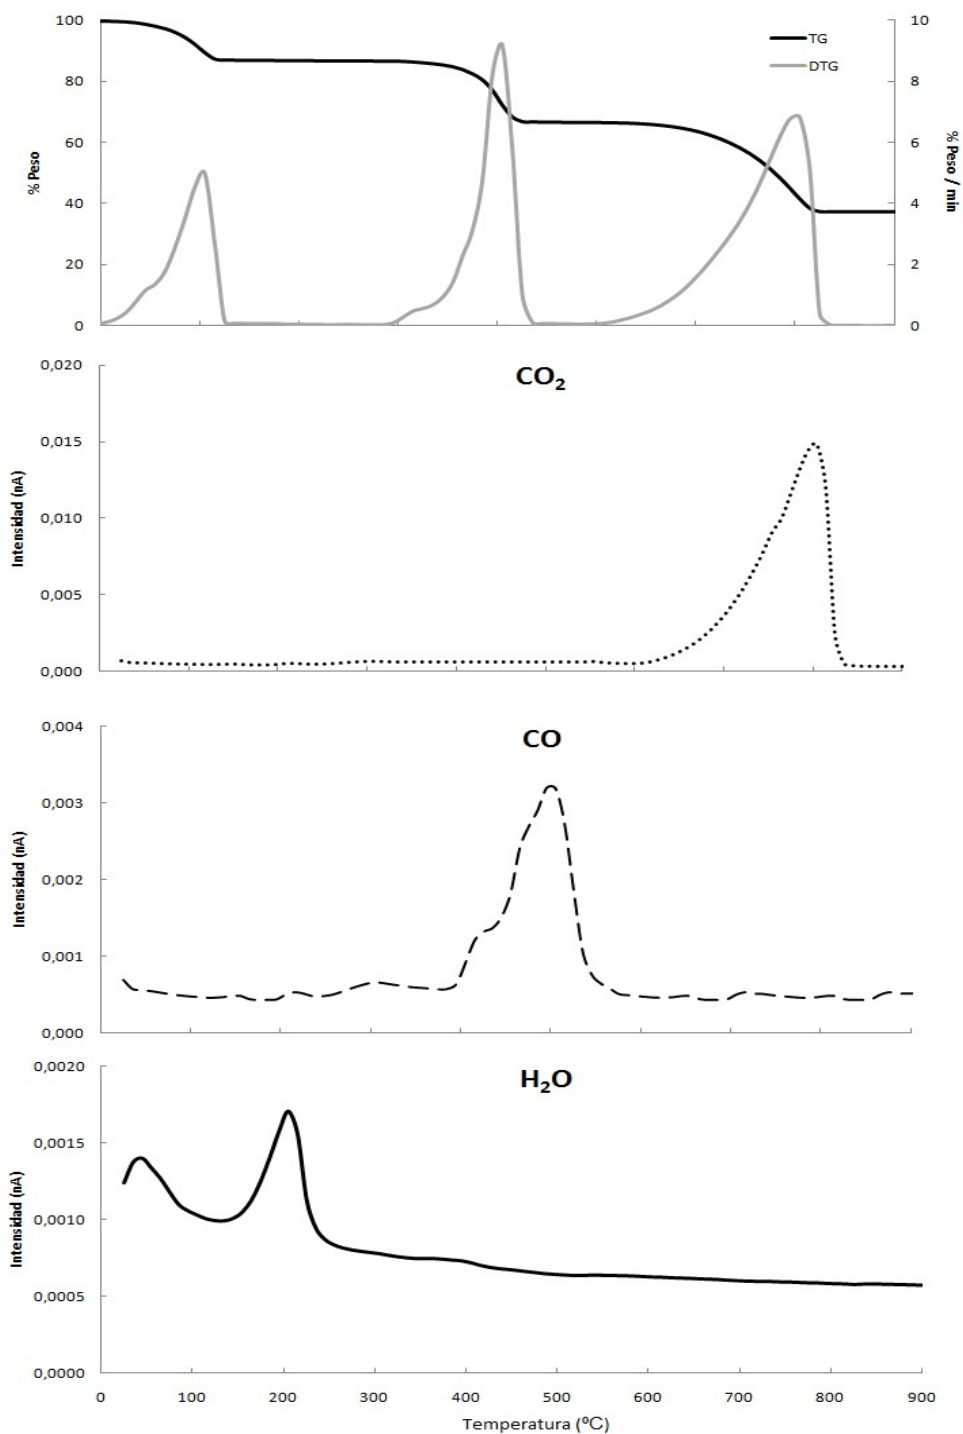 100
80
60
40
20
0
% Peso
10
8
6
4
2
0
% Peso / min
TG
DTG
CO₂
0,020
0,015
0,010
0,005
0,000
Intensidad (nA)
CO
0,004
0,003
0,002
0,001
0,000
Intensidad (nA)
H₂O
0,0020
0,0015
0,0010
0,0005
0,0000
Intensidad (nA)
0 100 200 300 400 500 600 700 800 900
Temperatura (ºC)